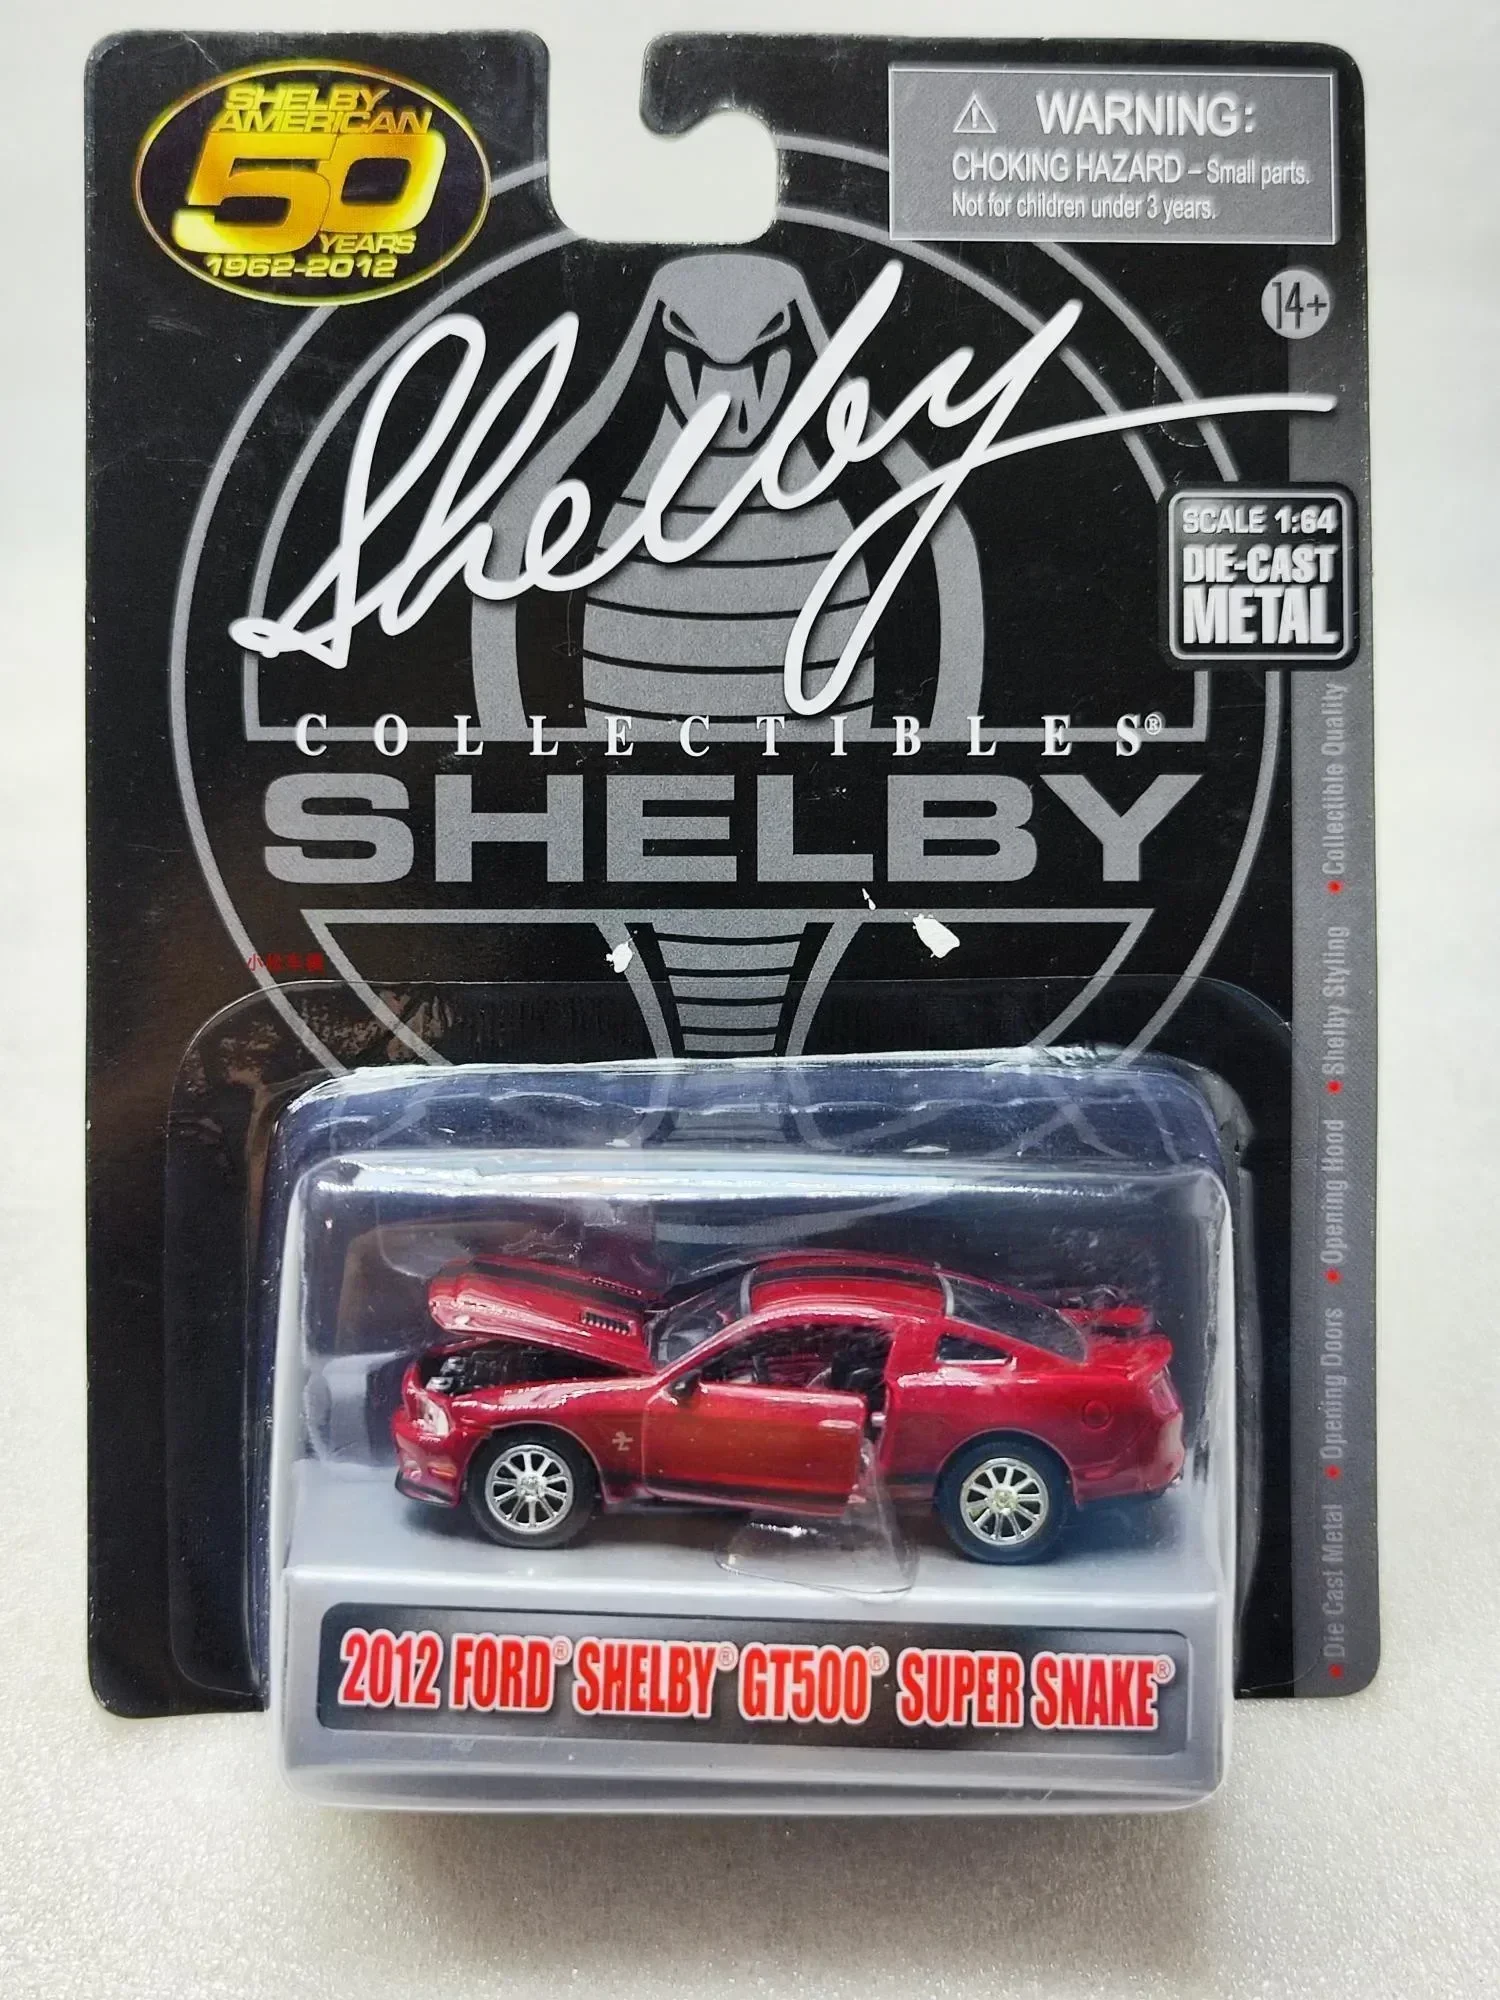 SHELBY
AMERICAN
50
YEARS
1962-2012
WARNING:
CHOKING HAZARD – Small parts.
Not for children under 3 years.
14+
Shelby
COLLECTIBLES®
SHELBY
SCALE 1:64
DIE-CAST
METAL
• Die Cast Metal • Opening Doors • Opening Hood • Shelby Styling • Collectible Quality
2012 FORD® SHELBY® GT500® SUPER SNAKE®